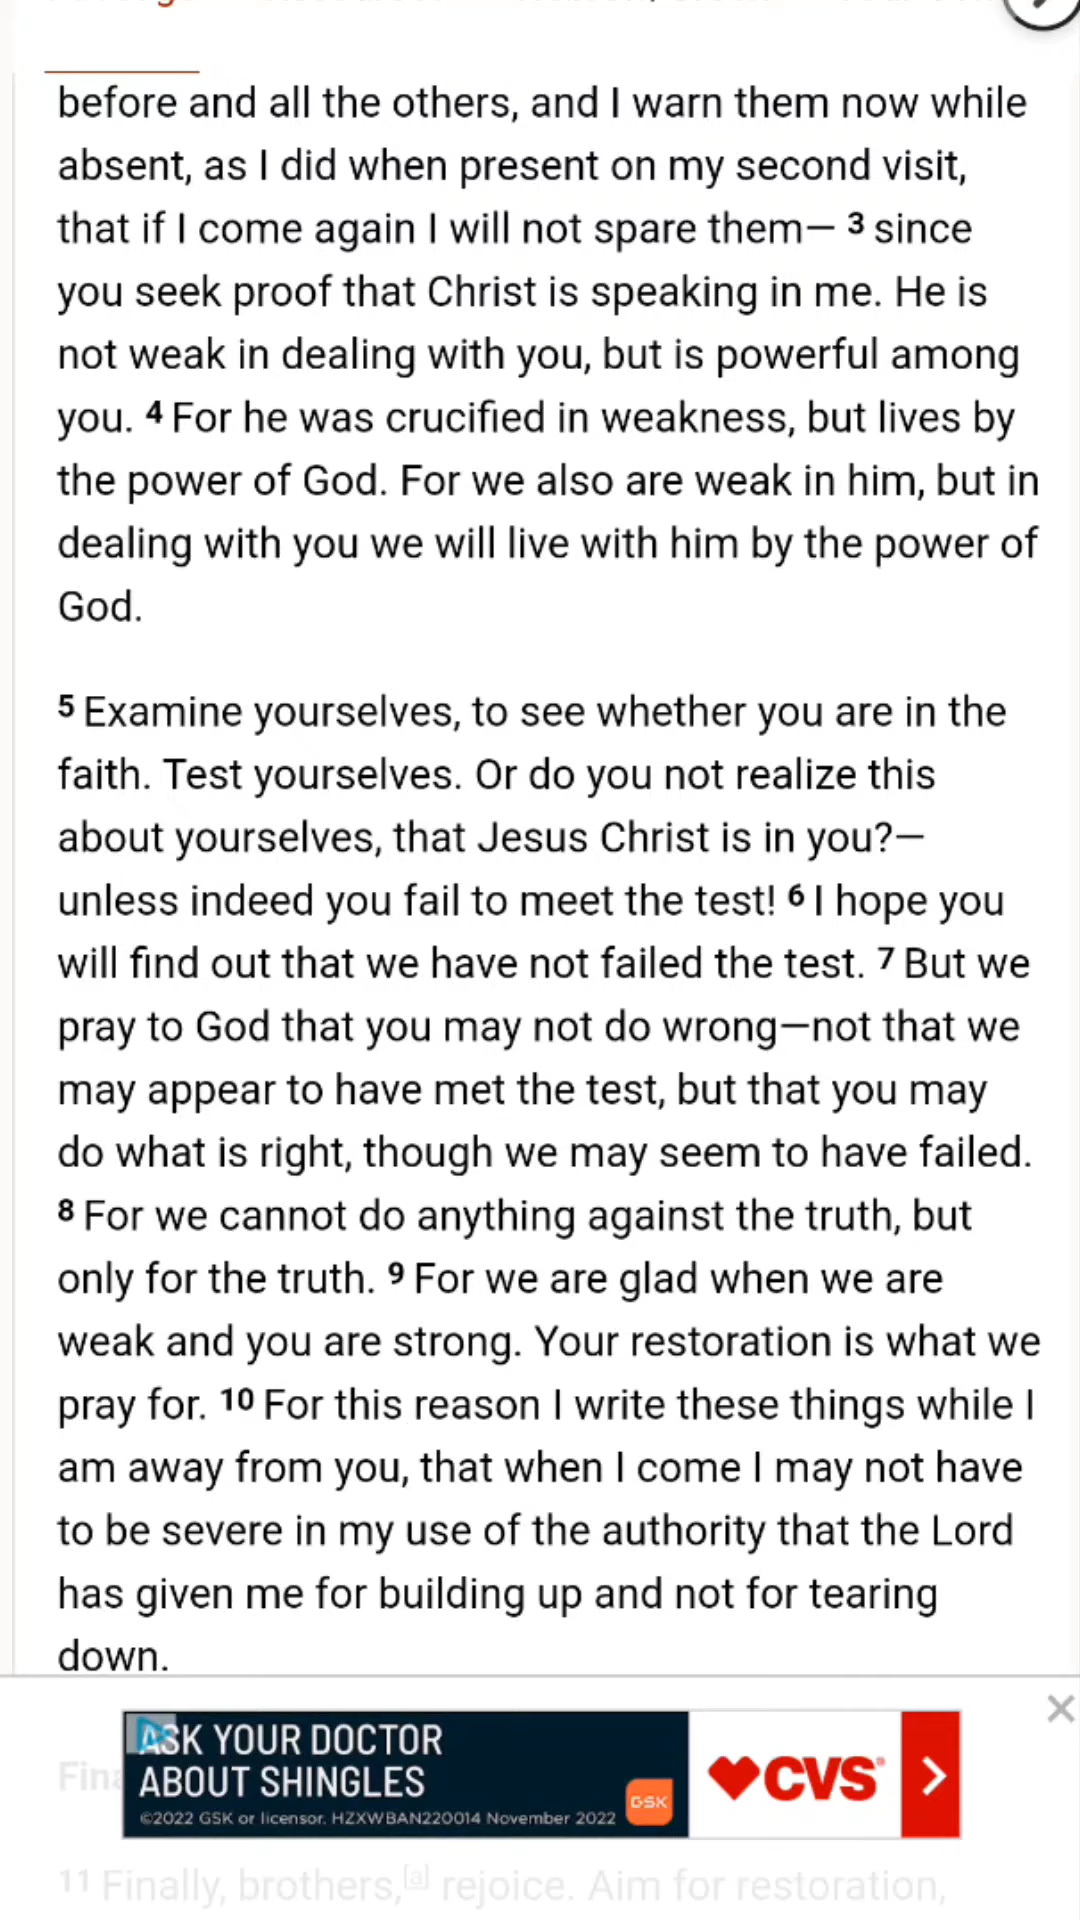 before and all the others, and I warn them now while
absent, as I did when present on my second visit,
that if I come again I will not spare them— 3 since
you seek proof that Christ is speaking in me. He is
not weak in dealing with you, but is powerful among
you. 4 For he was crucified in weakness, but lives by
the power of God. For we also are weak in him, but in
dealing with you we will live with him by the power of
God.
5 Examine yourselves, to see whether you are in the
faith. Test yourselves. Or do you not realize this
about yourselves, that Jesus Christ is in you?—
unless indeed you fail to meet the test! 6 I hope you
will find out that we have not failed the test. 7 But we
pray to God that you may not do wrong—not that we
may appear to have met the test, but that you may
do what is right, though we may seem to have failed.
8 For we cannot do anything against the truth, but
only for the truth. 9 For we are glad when we are
weak and you are strong. Your restoration is what we
pray for. 10 For this reason I write these things while I
am away from you, that when I come I may not have
to be severe in my use of the authority that the Lord
has given me for building up and not for tearing
down.
ASK YOUR DOCTOR
ABOUT SHINGLES
©2022 GSK or licensor. HZXWBAN220014 November 2022
GSK
CVS®
11 Finally, brothers,[a] rejoice. Aim for restoration,